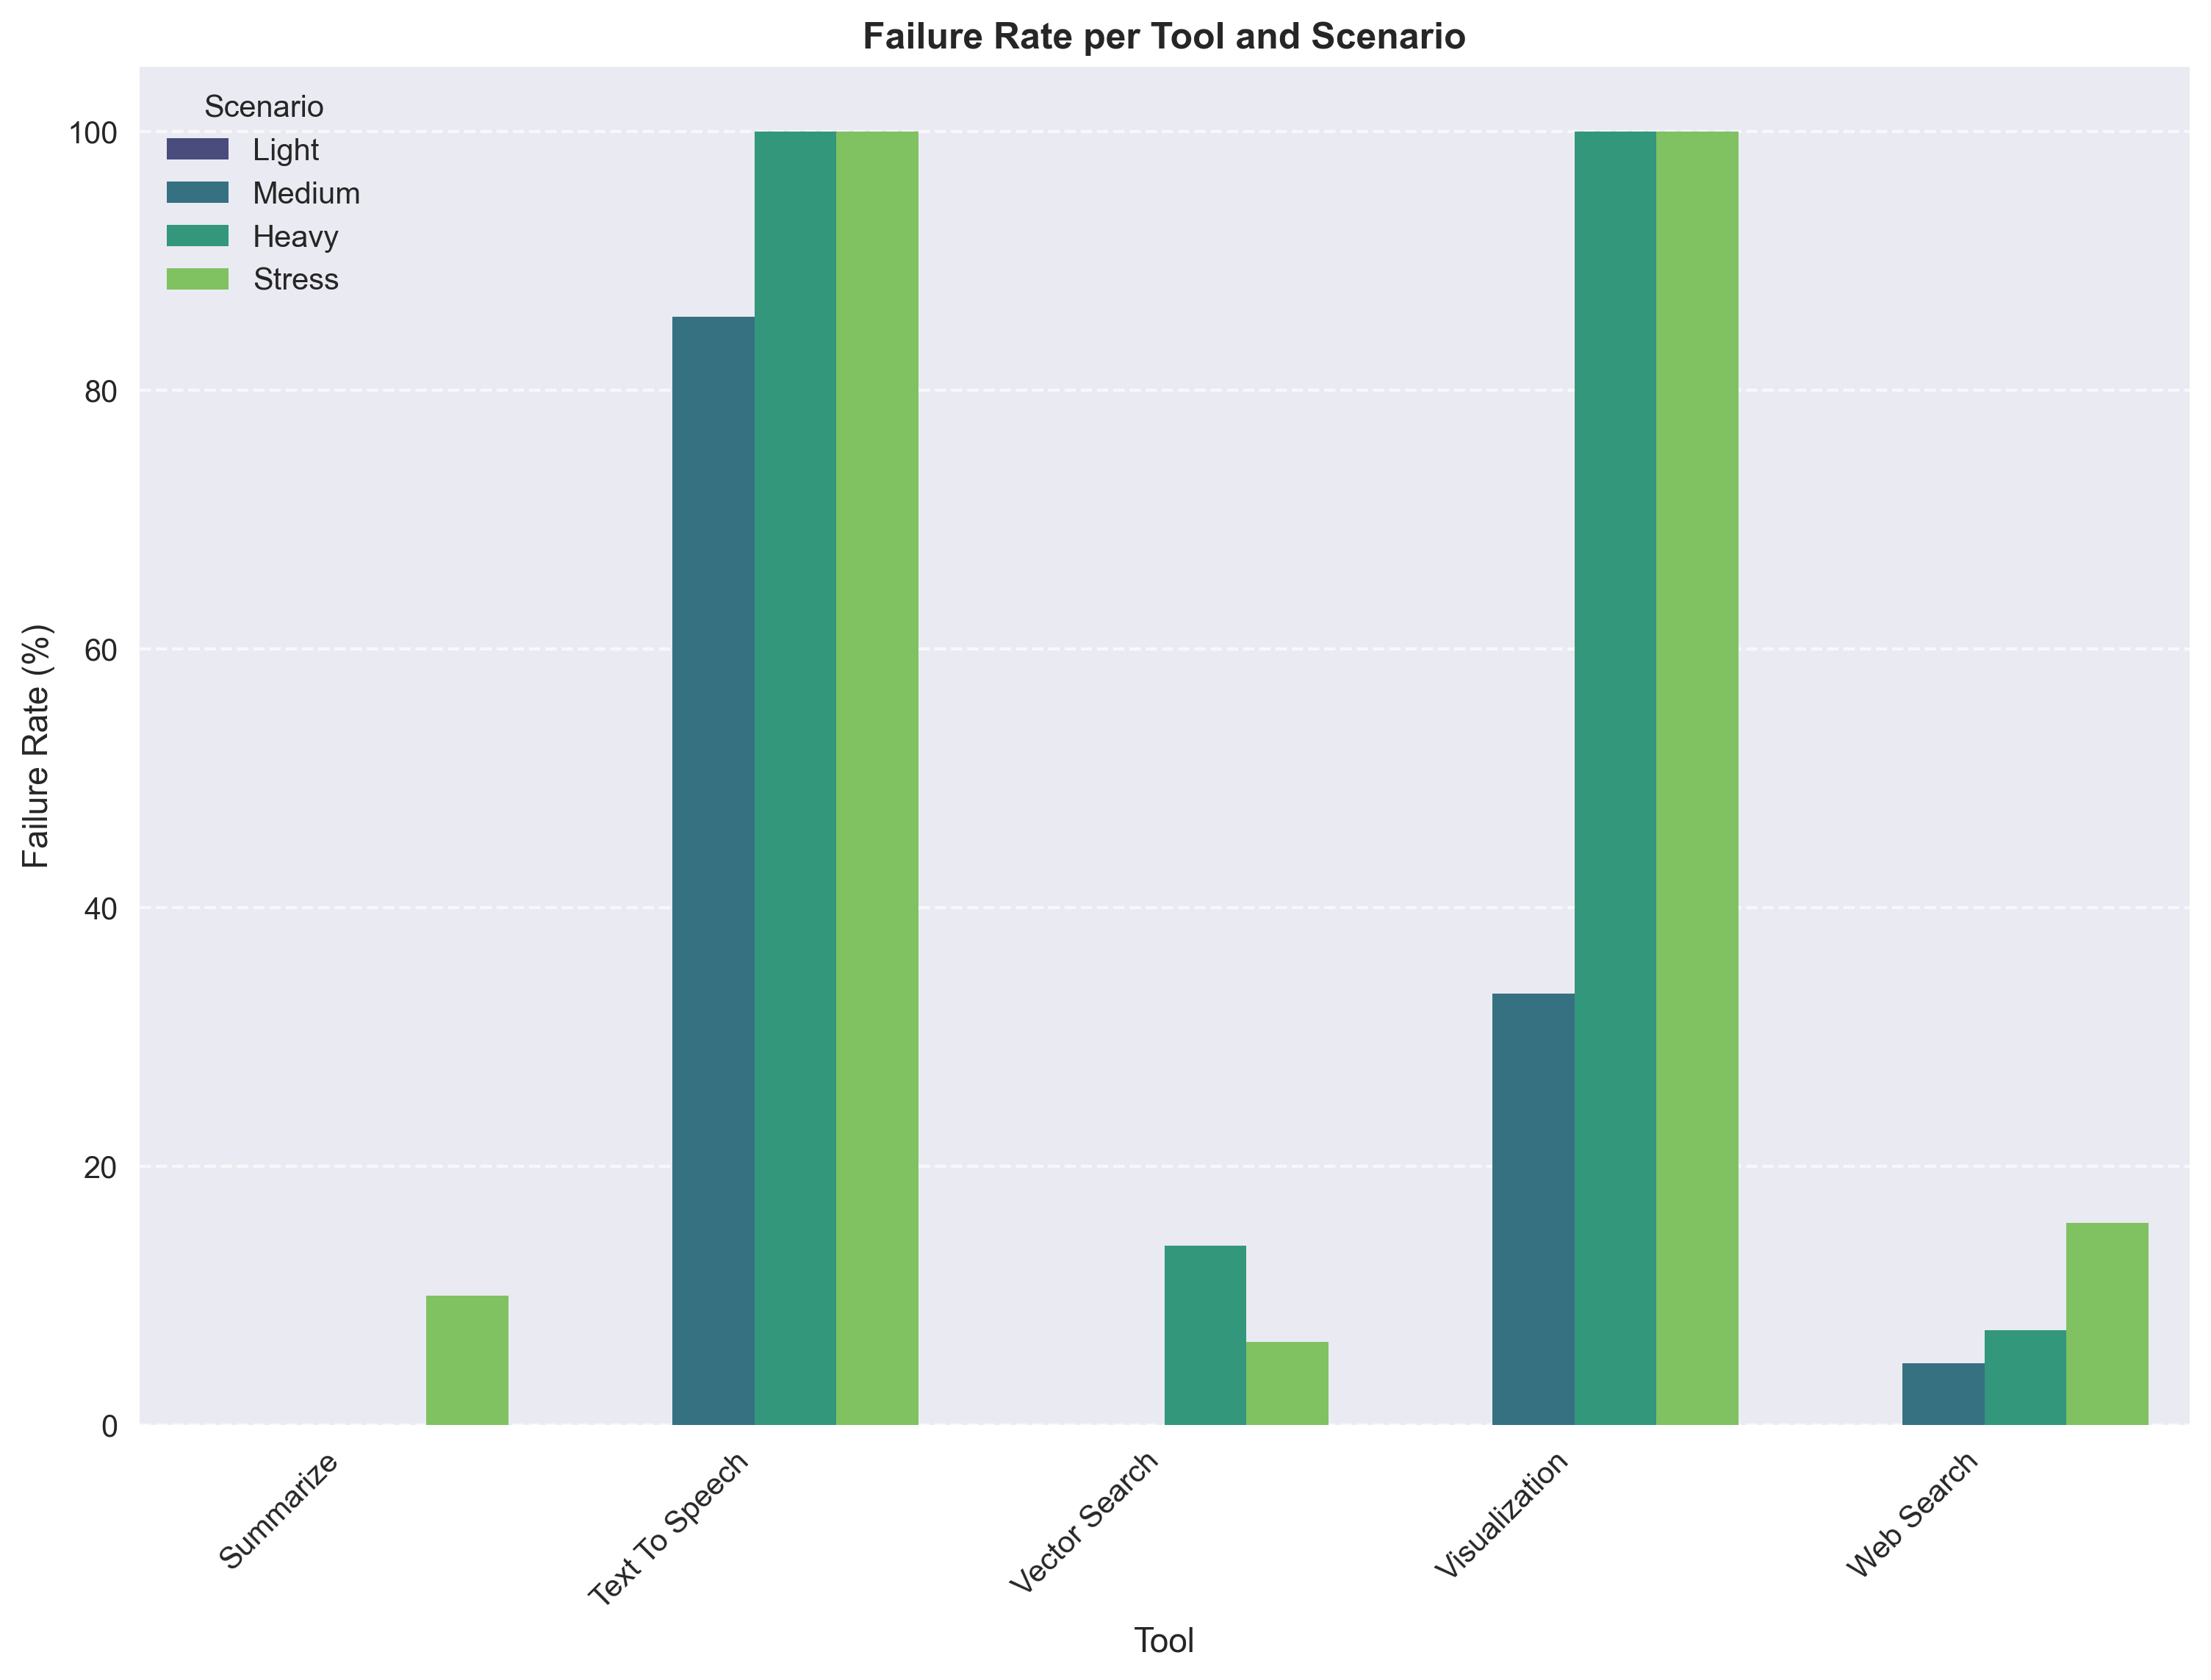 Failure Rate per Tool and Scenario
Scenario
Light
Medium
Heavy
Stress
Failure Rate (%)
100
80
60
40
20
0
Summarize
Text To Speech
Vector Search
Visualization
Web Search
Tool